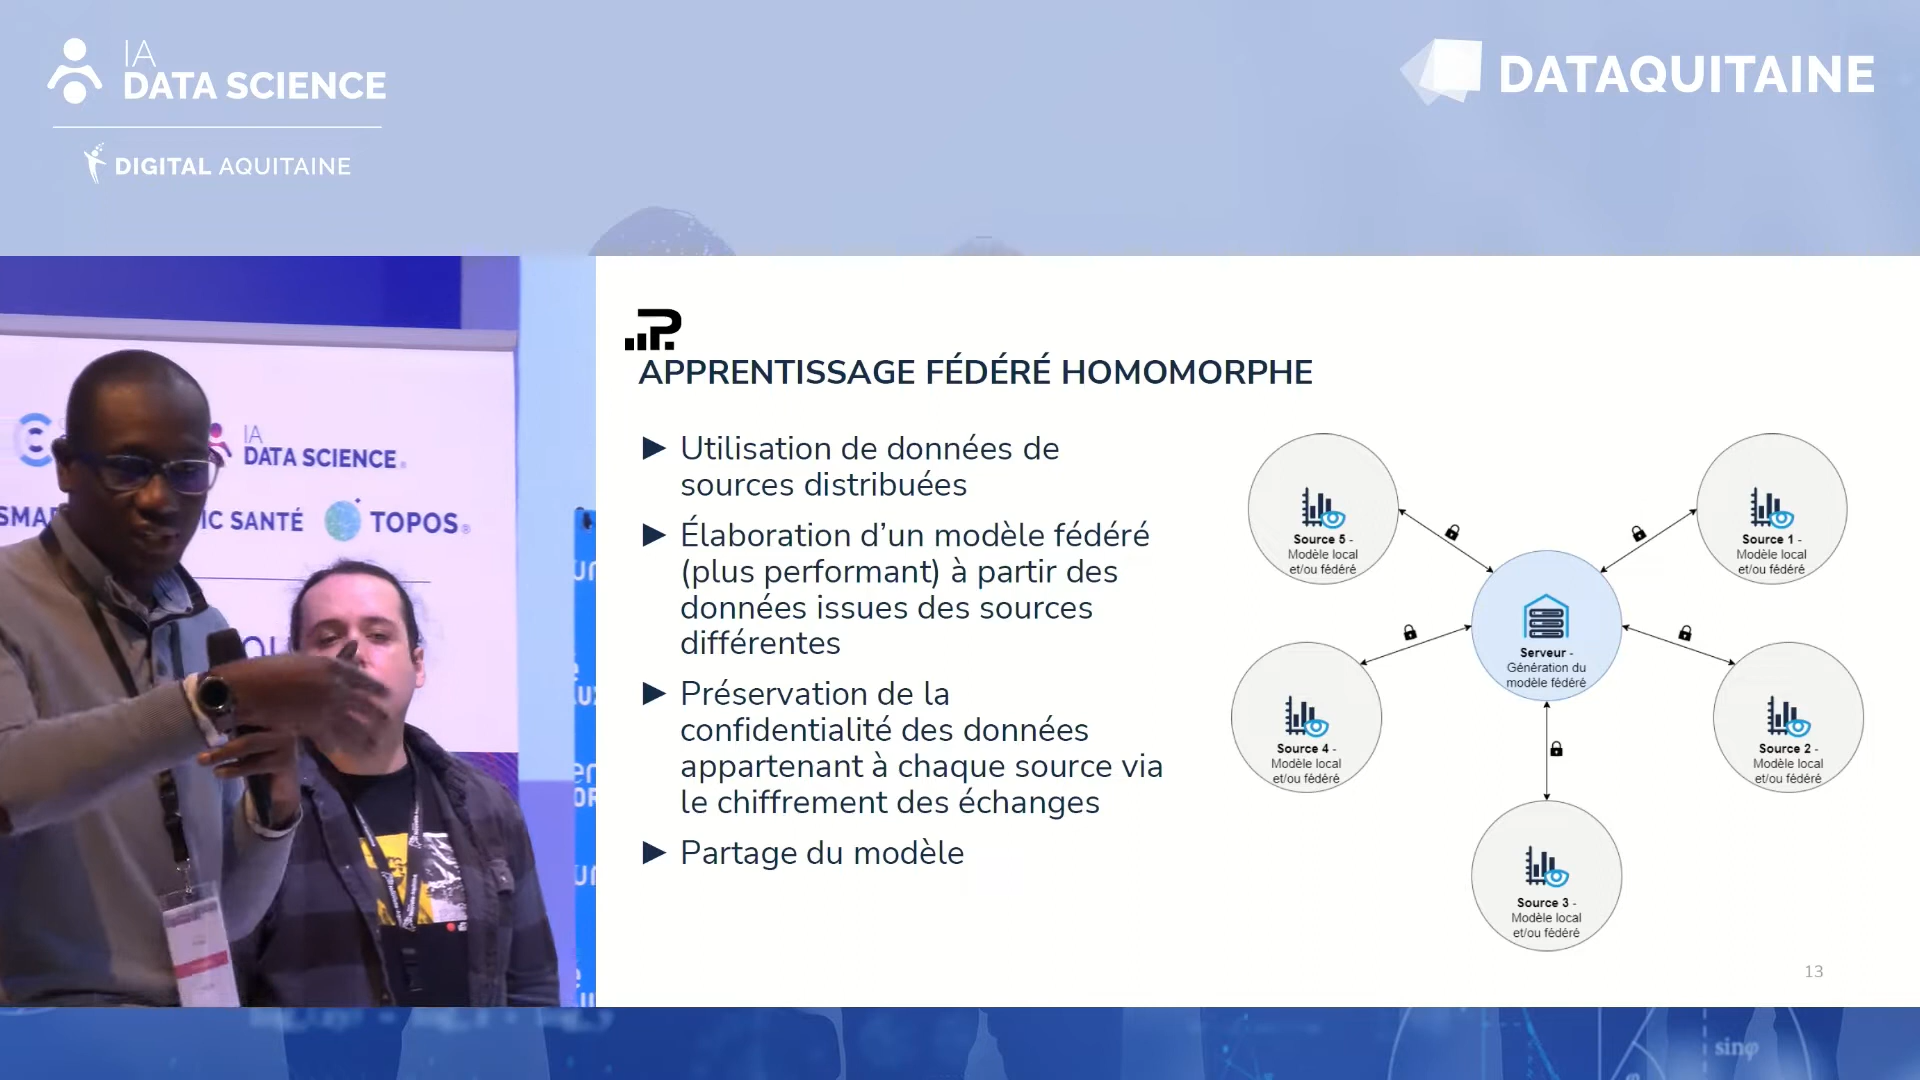 IA
DATA SCIENCE
DIGITAL AQUITAINE
DATAQUITAINE
IA
DATA SCIENCE
IC SANTÉ
TOPOS
APPRENTISSAGE FÉDÉRÉ HOMOMORPHE
► Utilisation de données de
sources distribuées
► Élaboration d’un modèle fédéré
(plus performant) à partir des
données issues des sources
différentes
► Préservation de la
confidentialité des données
appartenant à chaque source via
le chiffrement des échanges
► Partage du modèle
Source 5 -
Modèle local
et/ou fédéré
Source 1 -
Modèle local
et/ou fédéré
Serveur -
Génération du
modèle fédéré
Source 4 -
Modèle local
et/ou fédéré
Source 2 -
Modèle local
et/ou fédéré
Source 3 -
Modèle local
et/ou fédéré
13
sinφ